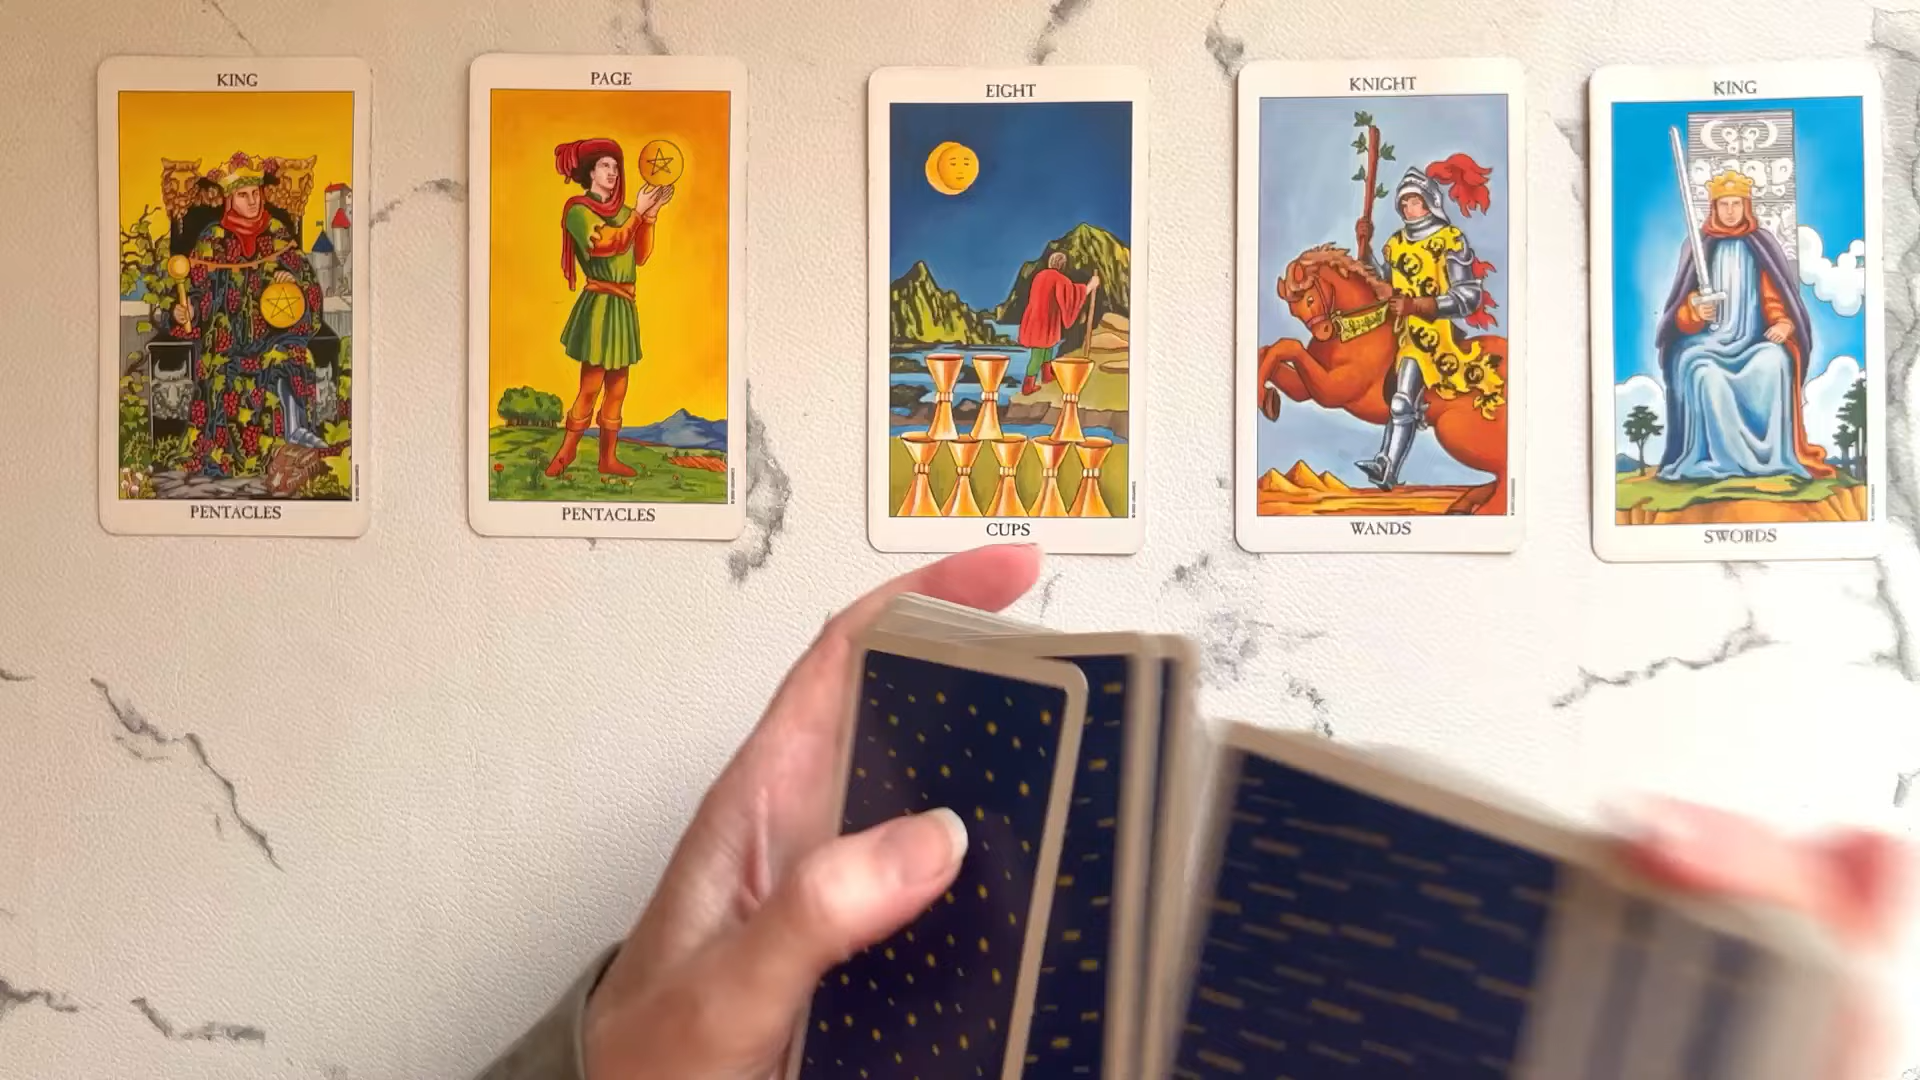 KING
PENTACLES
PAGE
PENTACLES
EIGHT
CUPS
KNIGHT
WANDS
KING
SWORDS